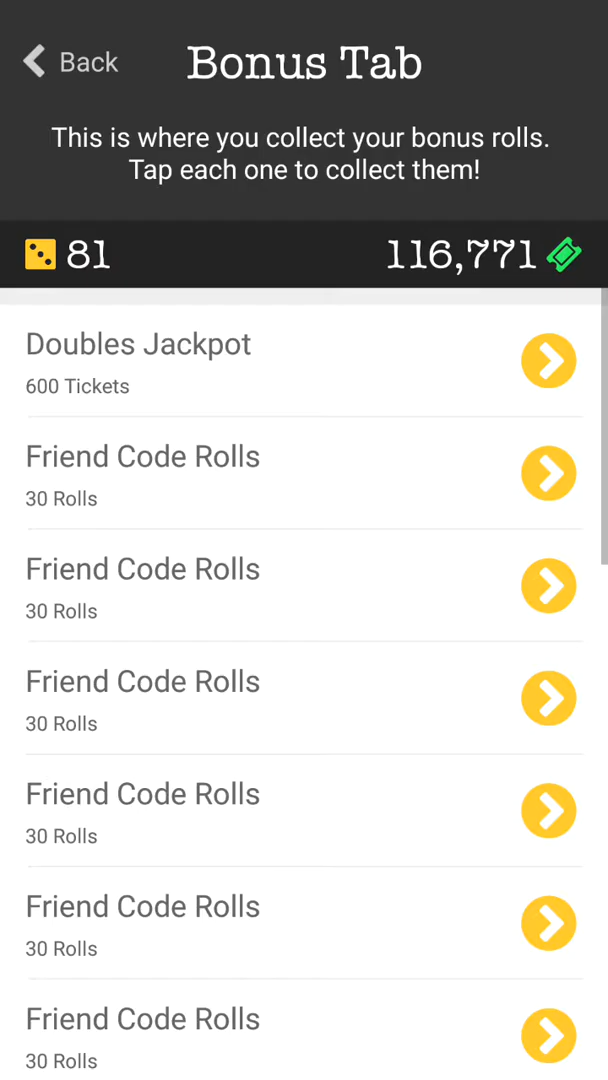 Back
Bonus Tab
This is where you collect your bonus rolls.
Tap each one to collect them!
81
116,771
Doubles Jackpot
600 Tickets
Friend Code Rolls
30 Rolls
Friend Code Rolls
30 Rolls
Friend Code Rolls
30 Rolls
Friend Code Rolls
30 Rolls
Friend Code Rolls
30 Rolls
Friend Code Rolls
30 Rolls